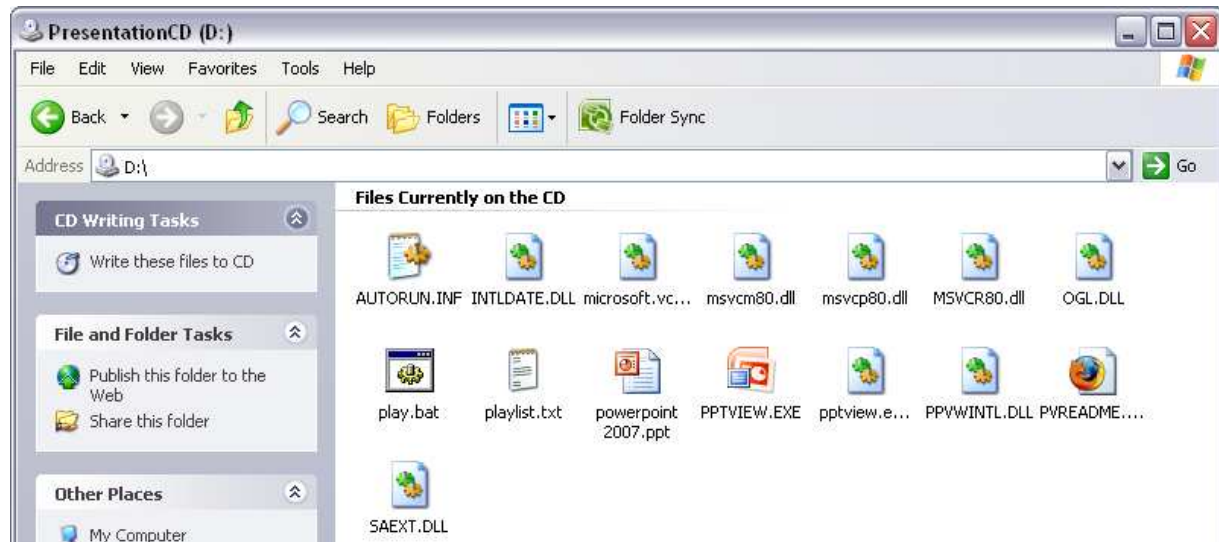 PresentationCD (D:)
File Edit View Favorites Tools Help
Back Search Folders Folder Sync
Address D:\ Go
CD Writing Tasks
Write these files to CD
File and Folder Tasks
Publish this folder to the
Web
Share this folder
Other Places
My Computer
Files Currently on the CD
AUTORUN.INF INTLDATE.DLL microsoft.vc... msvcm80.dll msvcp80.dll MSVCR80.dll OGL.DLL
play.bat playlist.txt powerpoint 2007.ppt PPTVIEW.EXE pptview.e... PPVWINTL.DLL PVREADME....
SAEXT.DLL